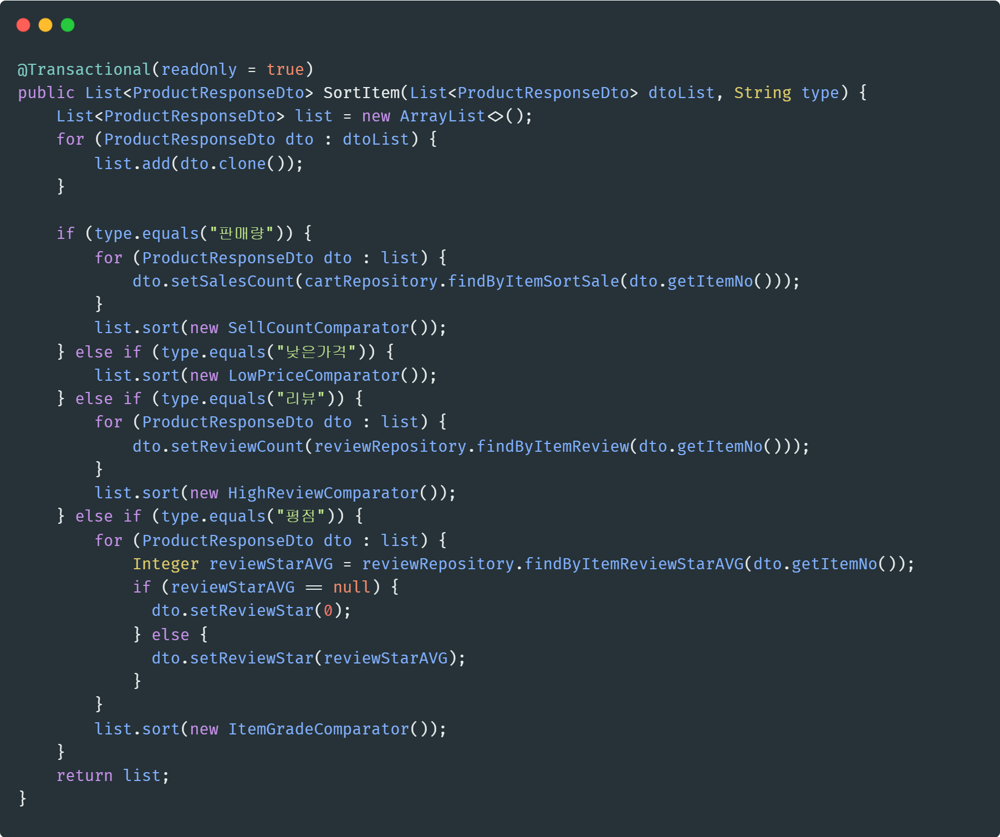 @Transactional(readOnly = true)
public List<ProductResponseDto> SortItem(List<ProductResponseDto> dtoList, String type) {
    List<ProductResponseDto> list = new ArrayList<>();
    for (ProductResponseDto dto : dtoList) {
        list.add(dto.clone());
    }

    if (type.equals("판매량")) {
        for (ProductResponseDto dto : list) {
            dto.setSalesCount(cartRepository.findByItemSortSale(dto.getItemNo()));
        }
        list.sort(new SellCountComparator());
    } else if (type.equals("낮은가격")) {
        list.sort(new LowPriceComparator());
    } else if (type.equals("리뷰")) {
        for (ProductResponseDto dto : list) {
            dto.setReviewCount(reviewRepository.findByItemReview(dto.getItemNo()));
        }
        list.sort(new HighReviewComparator());
    } else if (type.equals("평점")) {
        for (ProductResponseDto dto : list) {
            Integer reviewStarAVG = reviewRepository.findByItemReviewStarAVG(dto.getItemNo());
            if (reviewStarAVG == null) {
              dto.setReviewStar(0);
            } else {
              dto.setReviewStar(reviewStarAVG);
            }
        }
        list.sort(new ItemGradeComparator());
    }
    return list;
}